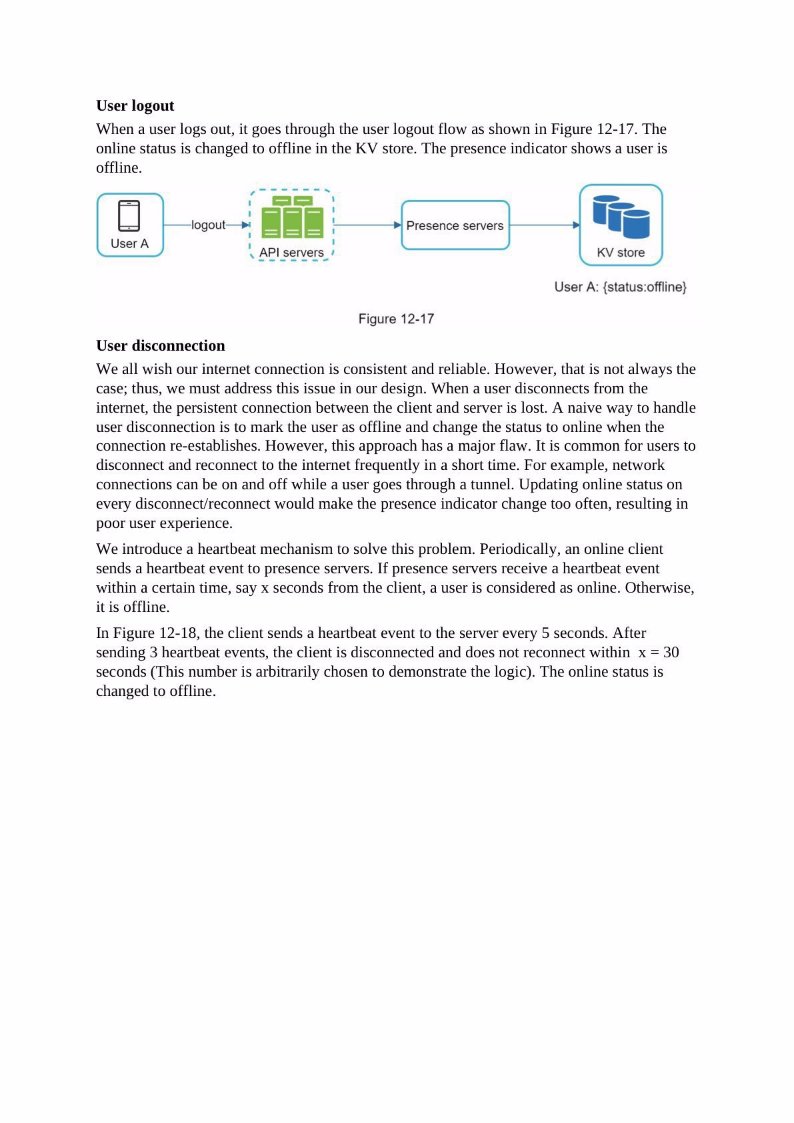 User logout
When a user logs out, it goes through the user logout flow as shown in Figure 12-17. The
online status is changed to offline in the KV store. The presence indicator shows a user is
offline.
User A
logout
API servers
Presence servers
KV store
User A: {status:offline}
Figure 12-17
User disconnection
We all wish our internet connection is consistent and reliable. However, that is not always the
case; thus, we must address this issue in our design. When a user disconnects from the
internet, the persistent connection between the client and server is lost. A naive way to handle
user disconnection is to mark the user as offline and change the status to online when the
connection re-establishes. However, this approach has a major flaw. It is common for users to
disconnect and reconnect to the internet frequently in a short time. For example, network
connections can be on and off while a user goes through a tunnel. Updating online status on
every disconnect/reconnect would make the presence indicator change too often, resulting in
poor user experience.
We introduce a heartbeat mechanism to solve this problem. Periodically, an online client
sends a heartbeat event to presence servers. If presence servers receive a heartbeat event
within a certain time, say x seconds from the client, a user is considered as online. Otherwise,
it is offline.
In Figure 12-18, the client sends a heartbeat event to the server every 5 seconds. After
sending 3 heartbeat events, the client is disconnected and does not reconnect within  x = 30
seconds (This number is arbitrarily chosen to demonstrate the logic). The online status is
changed to offline.